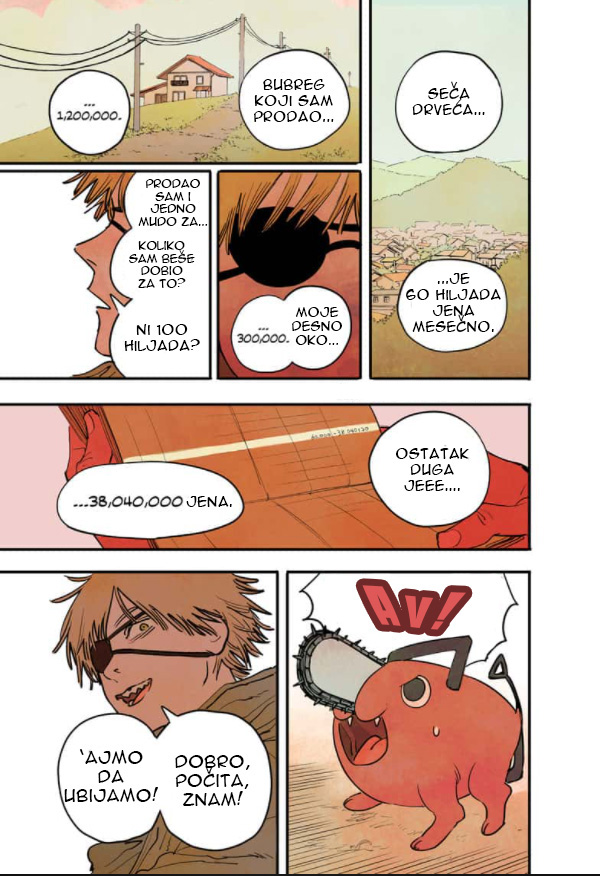 SEČA
DRVEĆA...
...JE
60 HILJADA
JENA
MESEČNO.
BUBREG
KOJI SAM
PRODAO...
...
1,200,000.
MOJE
DESNO
OKO...
...
300,000.
PRODAO
SAM I
JEDNO
MUDO ZA...
KOLIKO
SAM BEŠE
DOBIO
ZA TO?
NI 100
HILJADA?
OSTATAK
DUGA
JEEE....
...38,040,000 JENA.
AV!
DOBRO,
POČITA,
ZNAM!
'AJMO
DA
UBIJAMO!